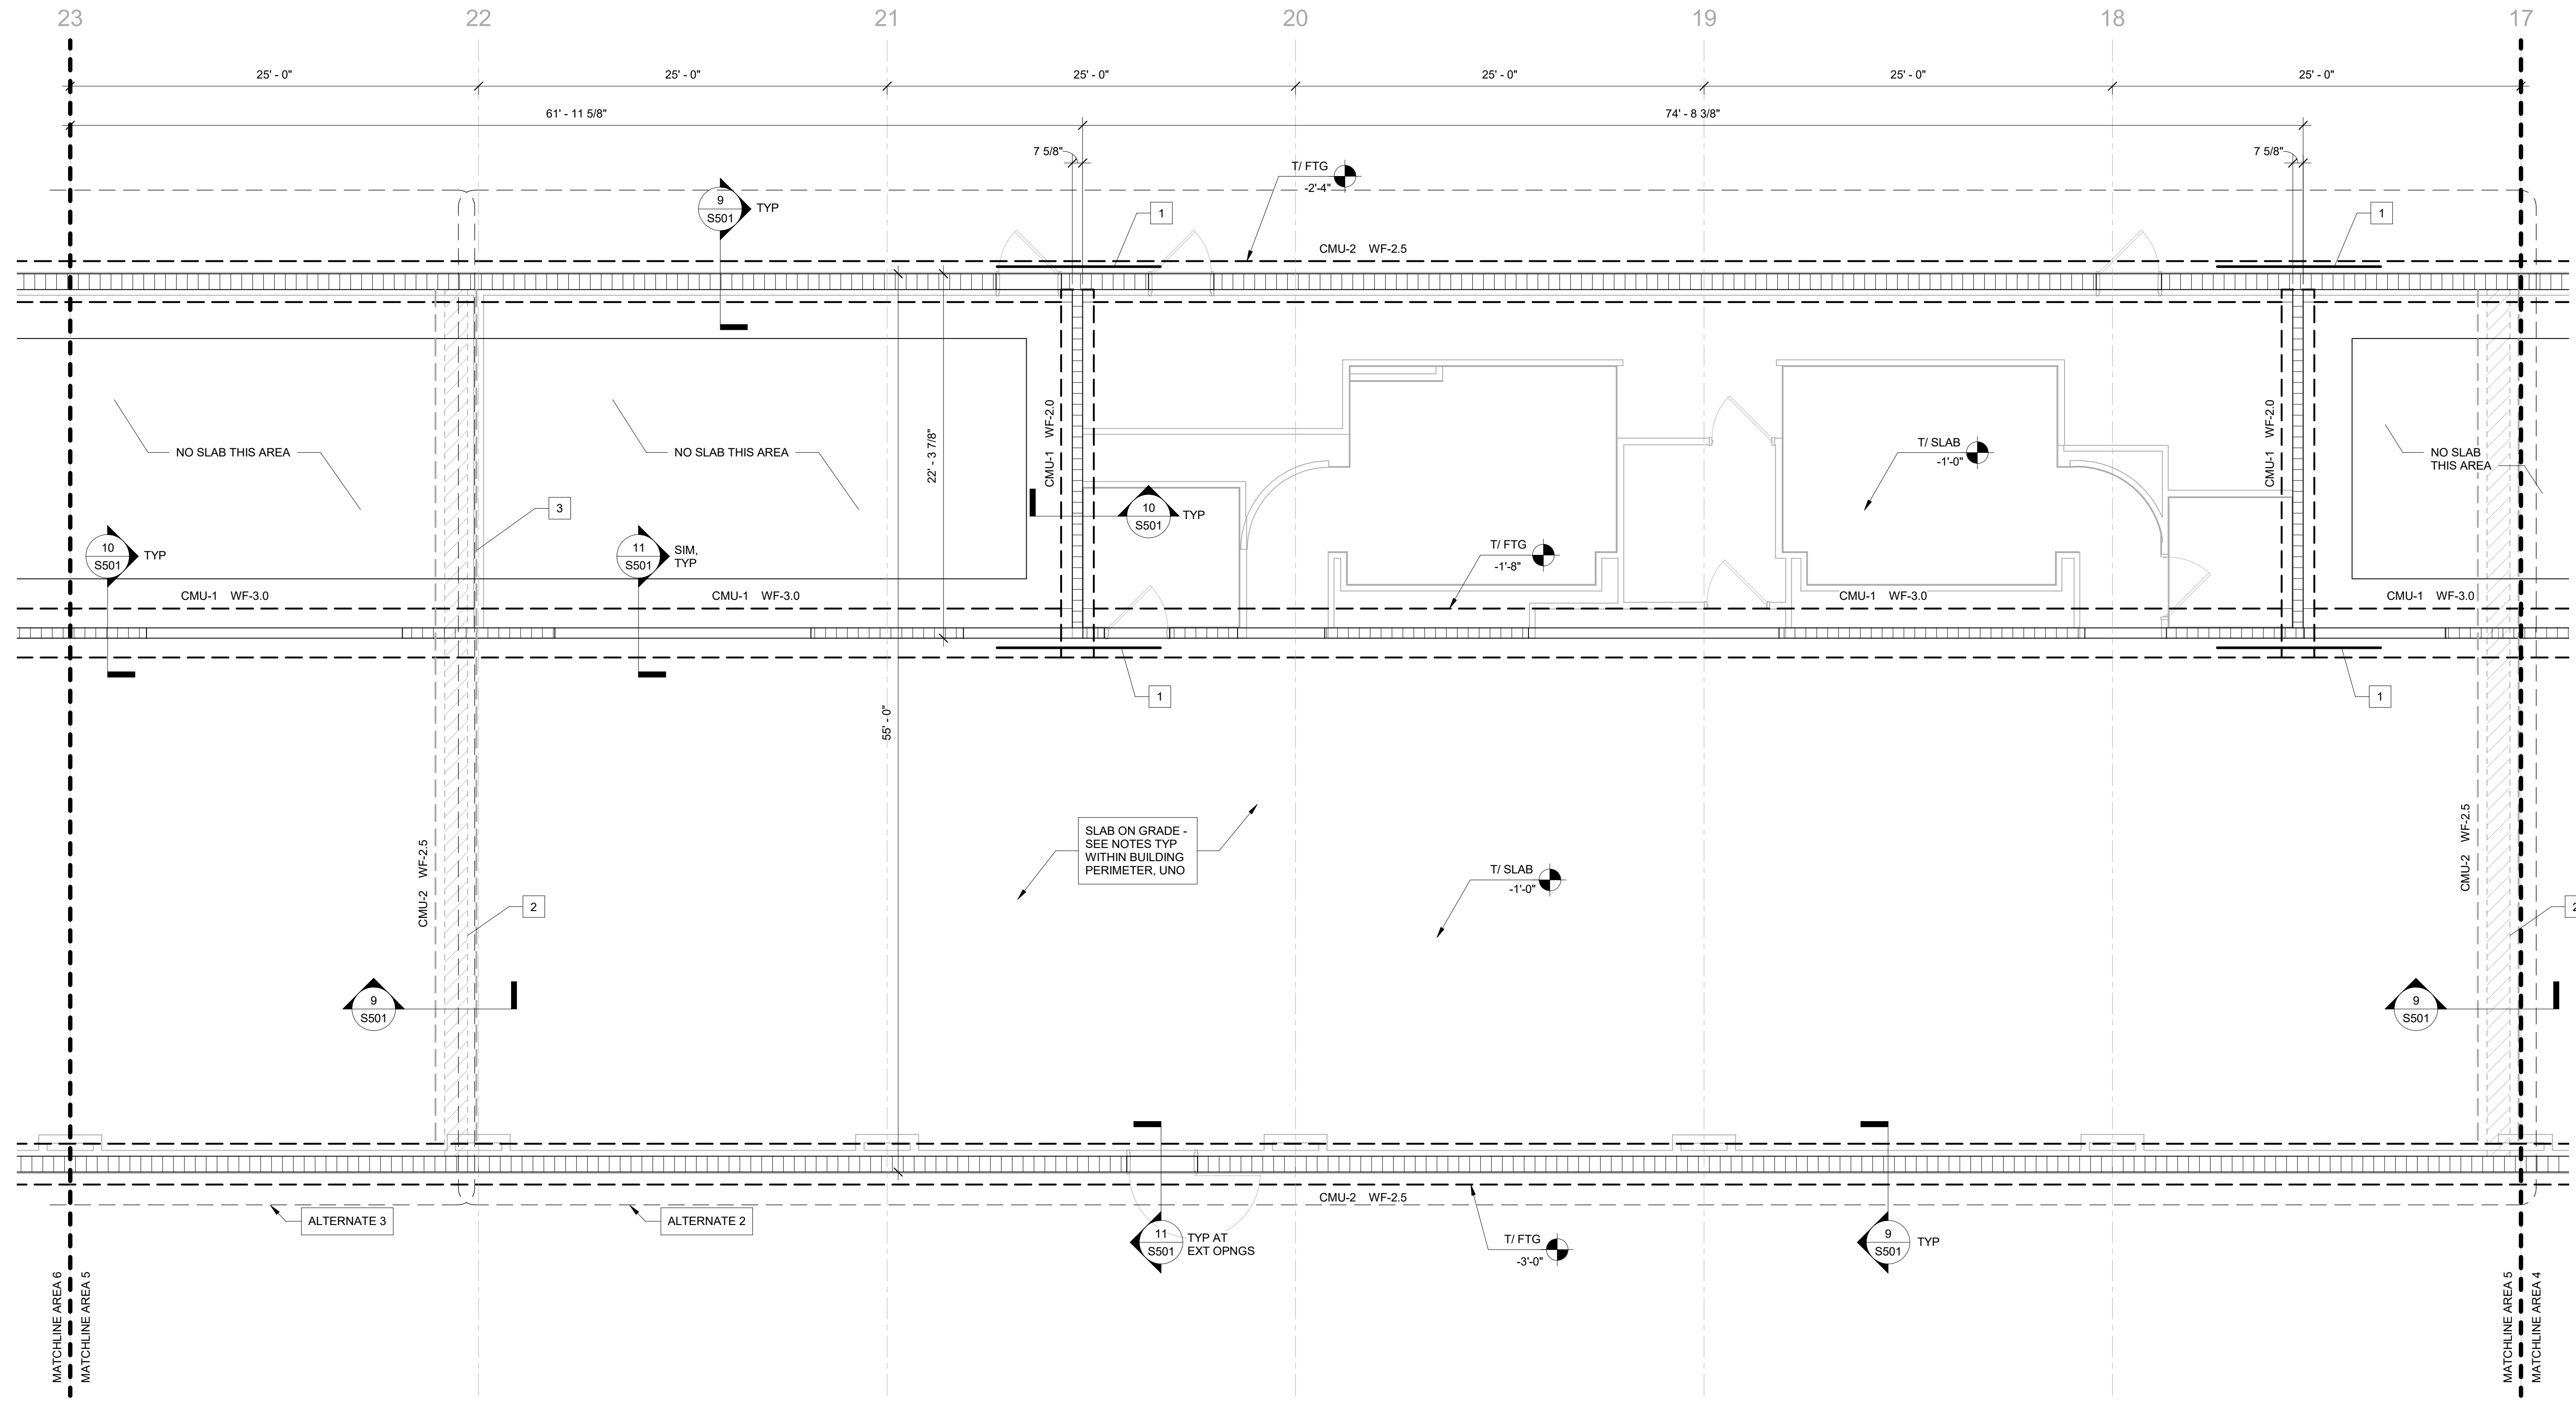 23
22
21
20
19
18
17
25' - 0"
25' - 0"
25' - 0"
25' - 0"
25' - 0"
25' - 0"
61' - 11 5/8"
74' - 8 3/8"
7 5/8"
7 5/8"
T/ FTG
-2'-4"
9
S501
TYP
1
1
CMU-2 WF-2.5
NO SLAB THIS AREA
NO SLAB THIS AREA
22' - 3 7/8"
CMU-1 WF-2.0
T/ SLAB
-1'-0"
CMU-1 WF-2.0
NO SLAB
THIS AREA
3
10
S501
TYP
10
S501
TYP
11
S501
SIM,
TYP
T/ FTG
-1'-8"
CMU-1 WF-3.0
CMU-1 WF-3.0
CMU-1 WF-3.0
CMU-1 WF-3.0
1
1
55' - 0"
SLAB ON GRADE -
SEE NOTES TYP
WITHIN BUILDING
PERIMETER, UNO
T/ SLAB
-1'-0"
CMU-2 WF-2.5
CMU-2 WF-2.5
2
2
9
S501
9
S501
CMU-2 WF-2.5
ALTERNATE 3
ALTERNATE 2
11
S501
TYP AT
EXT OPNGS
T/ FTG
-3'-0"
9
S501
TYP
MATCHLINE AREA 6
MATCHLINE AREA 5
MATCHLINE AREA 5
MATCHLINE AREA 4